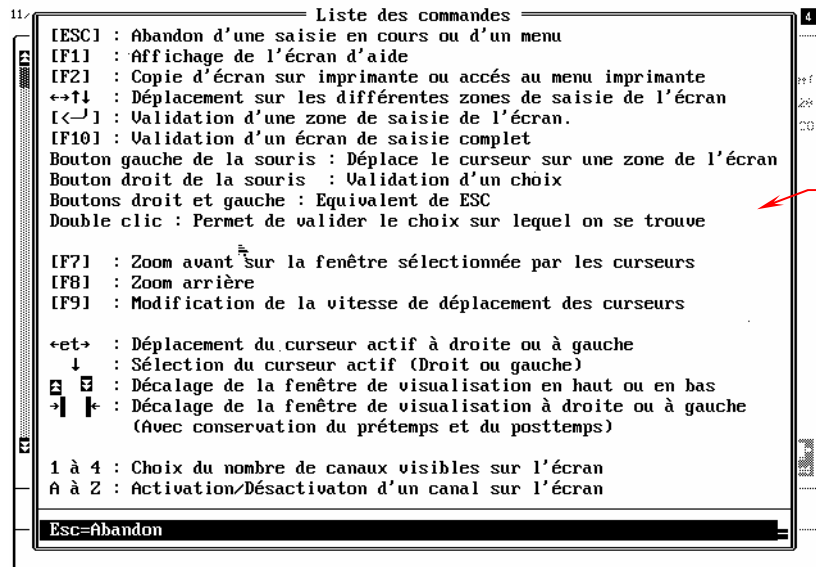 11/
Liste des commandes
4
[ESC] : Abandon d'une saisie en cours ou d'un menu
[F1] : Affichage de l'écran d'aide
[F2] : Copie d'écran sur imprimante ou accés au menu imprimante
←→↑↓ : Déplacement sur les différentes zones de saisie de l'écran
[<─┘] : Validation d'une zone de saisie de l'écran.
[F10] : Validation d'un écran de saisie complet
Bouton gauche de la souris : Déplace le curseur sur une zone de l'écran
Bouton droit de la souris : Validation d'un choix
Boutons droit et gauche : Equivalent de ESC
Double clic : Permet de valider le choix sur lequel on se trouve
[F7] : Zoom avant sur la fenêtre sélectionnée par les curseurs
[F8] : Zoom arrière
[F9] : Modification de la vitesse de déplacement des curseurs
←et→ : Déplacement du curseur actif à droite ou à gauche
↓ : Sélection du curseur actif (Droit ou gauche)
: Décalage de la fenêtre de visualisation en haut ou en bas
→▌ ▐← : Décalage de la fenêtre de visualisation à droite ou à gauche
(Avec conservation du prétemps et du posttemps)
1 à 4 : Choix du nombre de canaux visibles sur l'écran
A à Z : Activation/Désactivaton d'un canal sur l'écran
Esc=Abandon